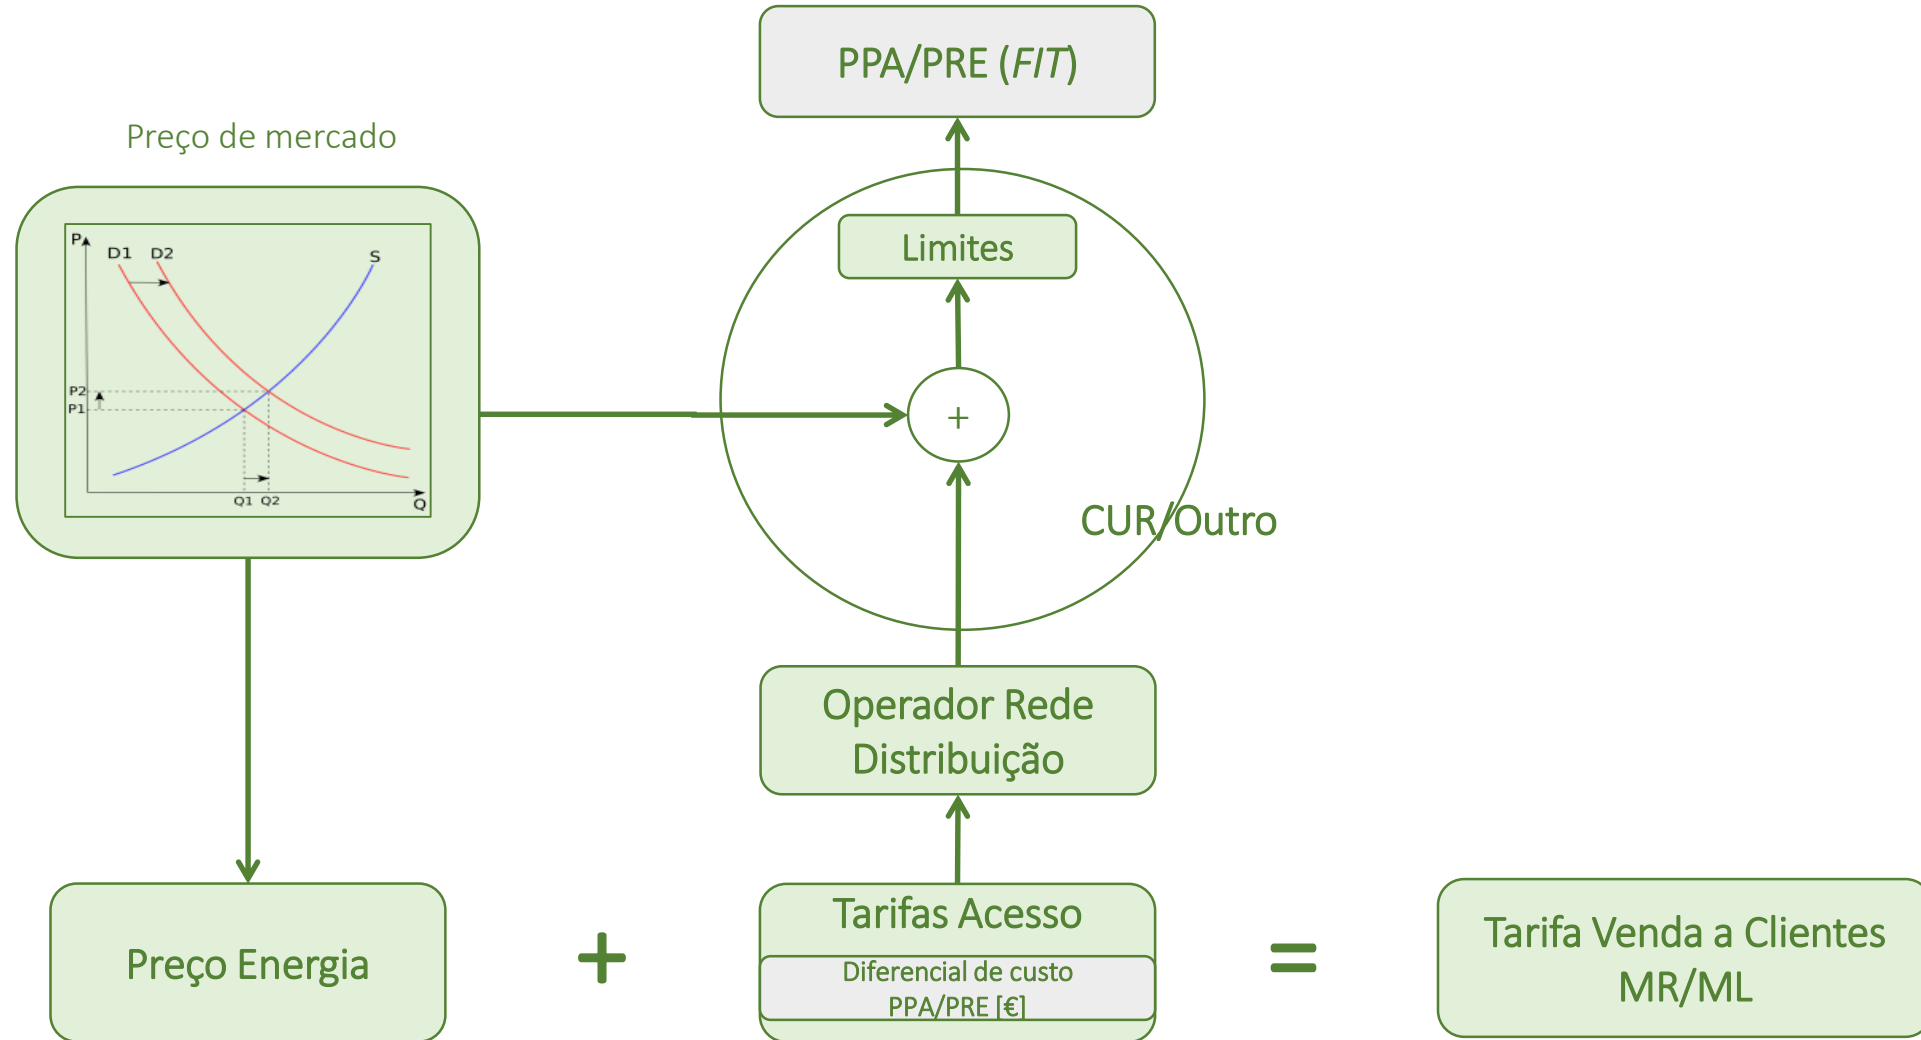 PPA/PRE (FIT)
Preço de mercado
P
D1 D2
S
Limites
P2
P1
+
Q1 Q2
Q
CUR/Outro
Operador Rede
Distribuição
Tarifas Acesso
Preço Energia
+
Diferencial de custo
PPA/PRE [€]
=
Tarifa Venda a Clientes
MR/ML